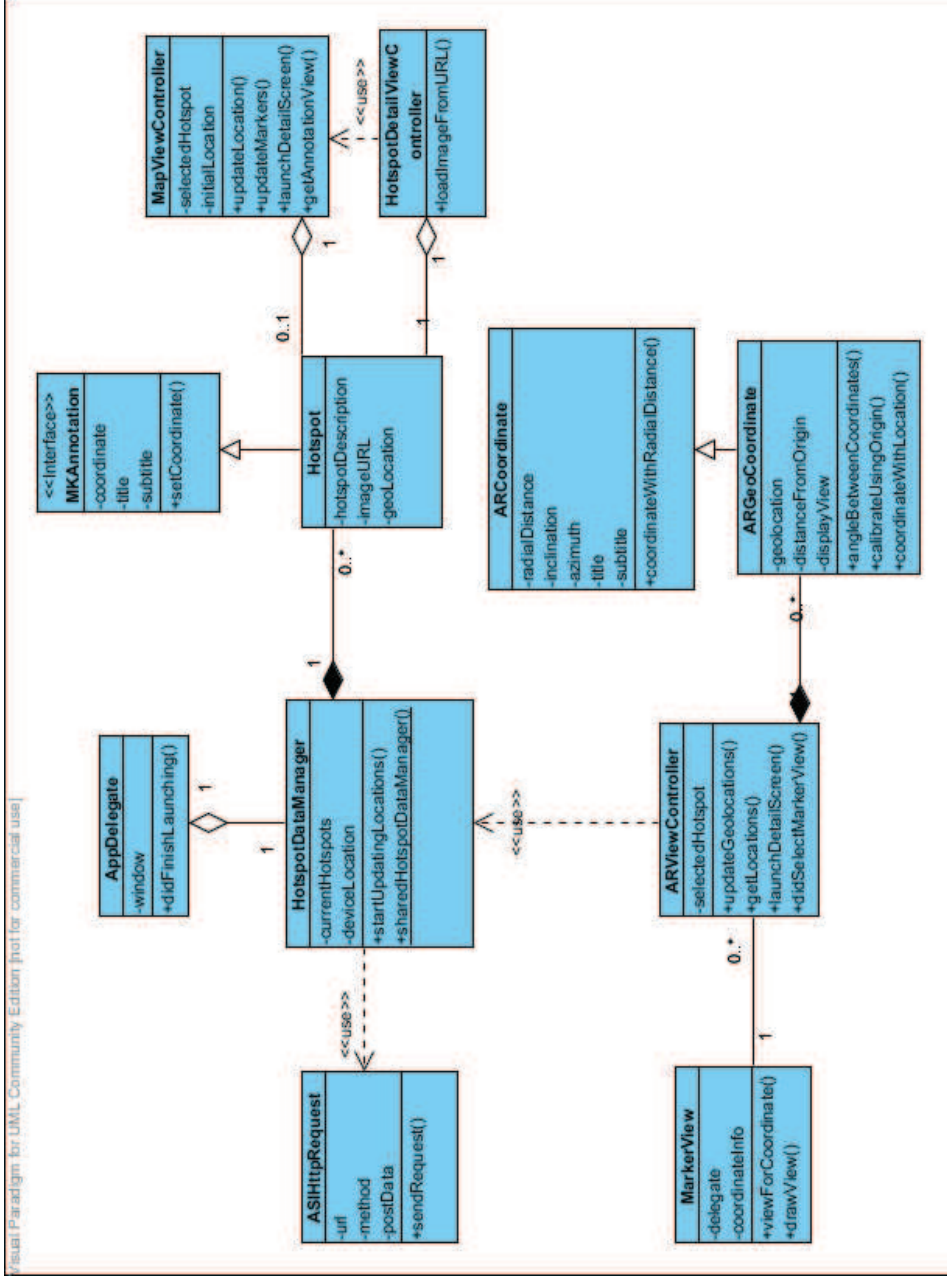 Visual Paradigm for UML Community Edition [not for commercial use]
ASIHttpRequest
-url
-method
-postData
+sendRequest()
<<use>>
AppDelegate
-window
+didFinishLaunching()
1
1
HotspotDataManager
-currentHotspots
-deviceLocation
+startUpdatingLocations()
+sharedHotspotDataManager()
1
0..*
<<Interface>>
MKAnnotation
-coordinate
-title
-subtitle
+setCoordinate()
Hotspot
-hotspotDescription
-imageURL
-geoLocation
0..1
1
MapViewController
-selectedHotspot
-initialLocation
+updateLocation()
+updateMarkers()
+launchDetailScreen()
+getAnnotationView()
<<use>>
1
1
HotspotDetailViewC
ontroller
+loadImageFromURL()
<<use>>
MarkerView
-delegate
-coordinateInfo
+viewForCoordinate()
+drawView()
1
0..*
ARViewController
-selectedHotspot
+updateGeolocations()
+getLocations()
+launchDetailScreen()
+didSelectMarkerView()
0..*
ARCoordinate
-radialDistance
-inclination
-azimuth
-title
-subtitle
+coordinateWithRadialDistance()
ARGeoCoordinate
-geolocation
-distanceFromOrigin
-displayView
+angleBetweenCoordinates()
+calibrateUsingOrigin()
+coordinateWithLocation()